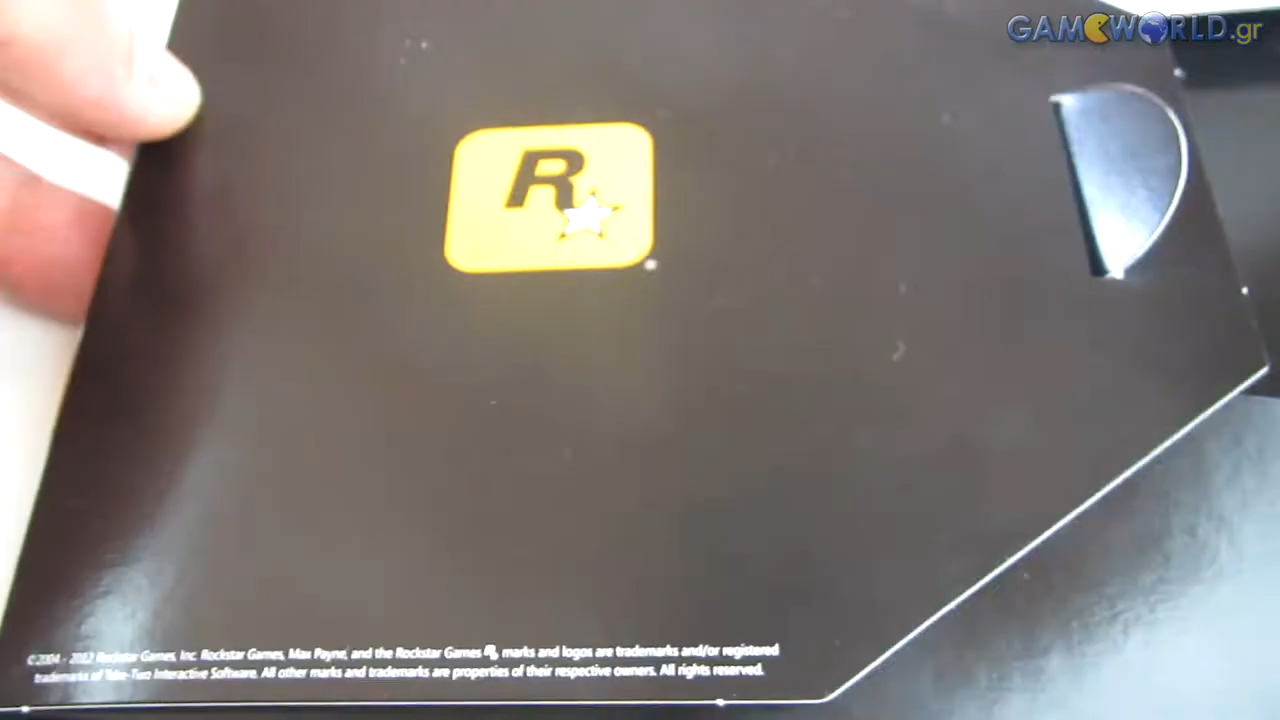 GAMEWORLD.gr
R
©2004 - 2012 Rockstar Games, Inc. Rockstar Games, Max Payne, and the Rockstar Games R marks and logos are trademarks and/or registered
trademarks of Take-Two Interactive Software. All other marks and trademarks are properties of their respective owners. All rights reserved.